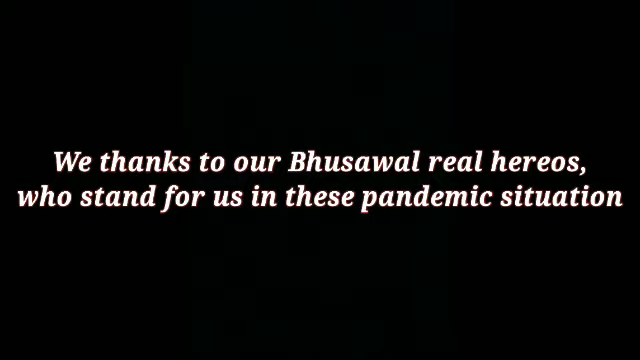 We thanks to our Bhusawal real hereos,
who stand for us in these pandemic situation